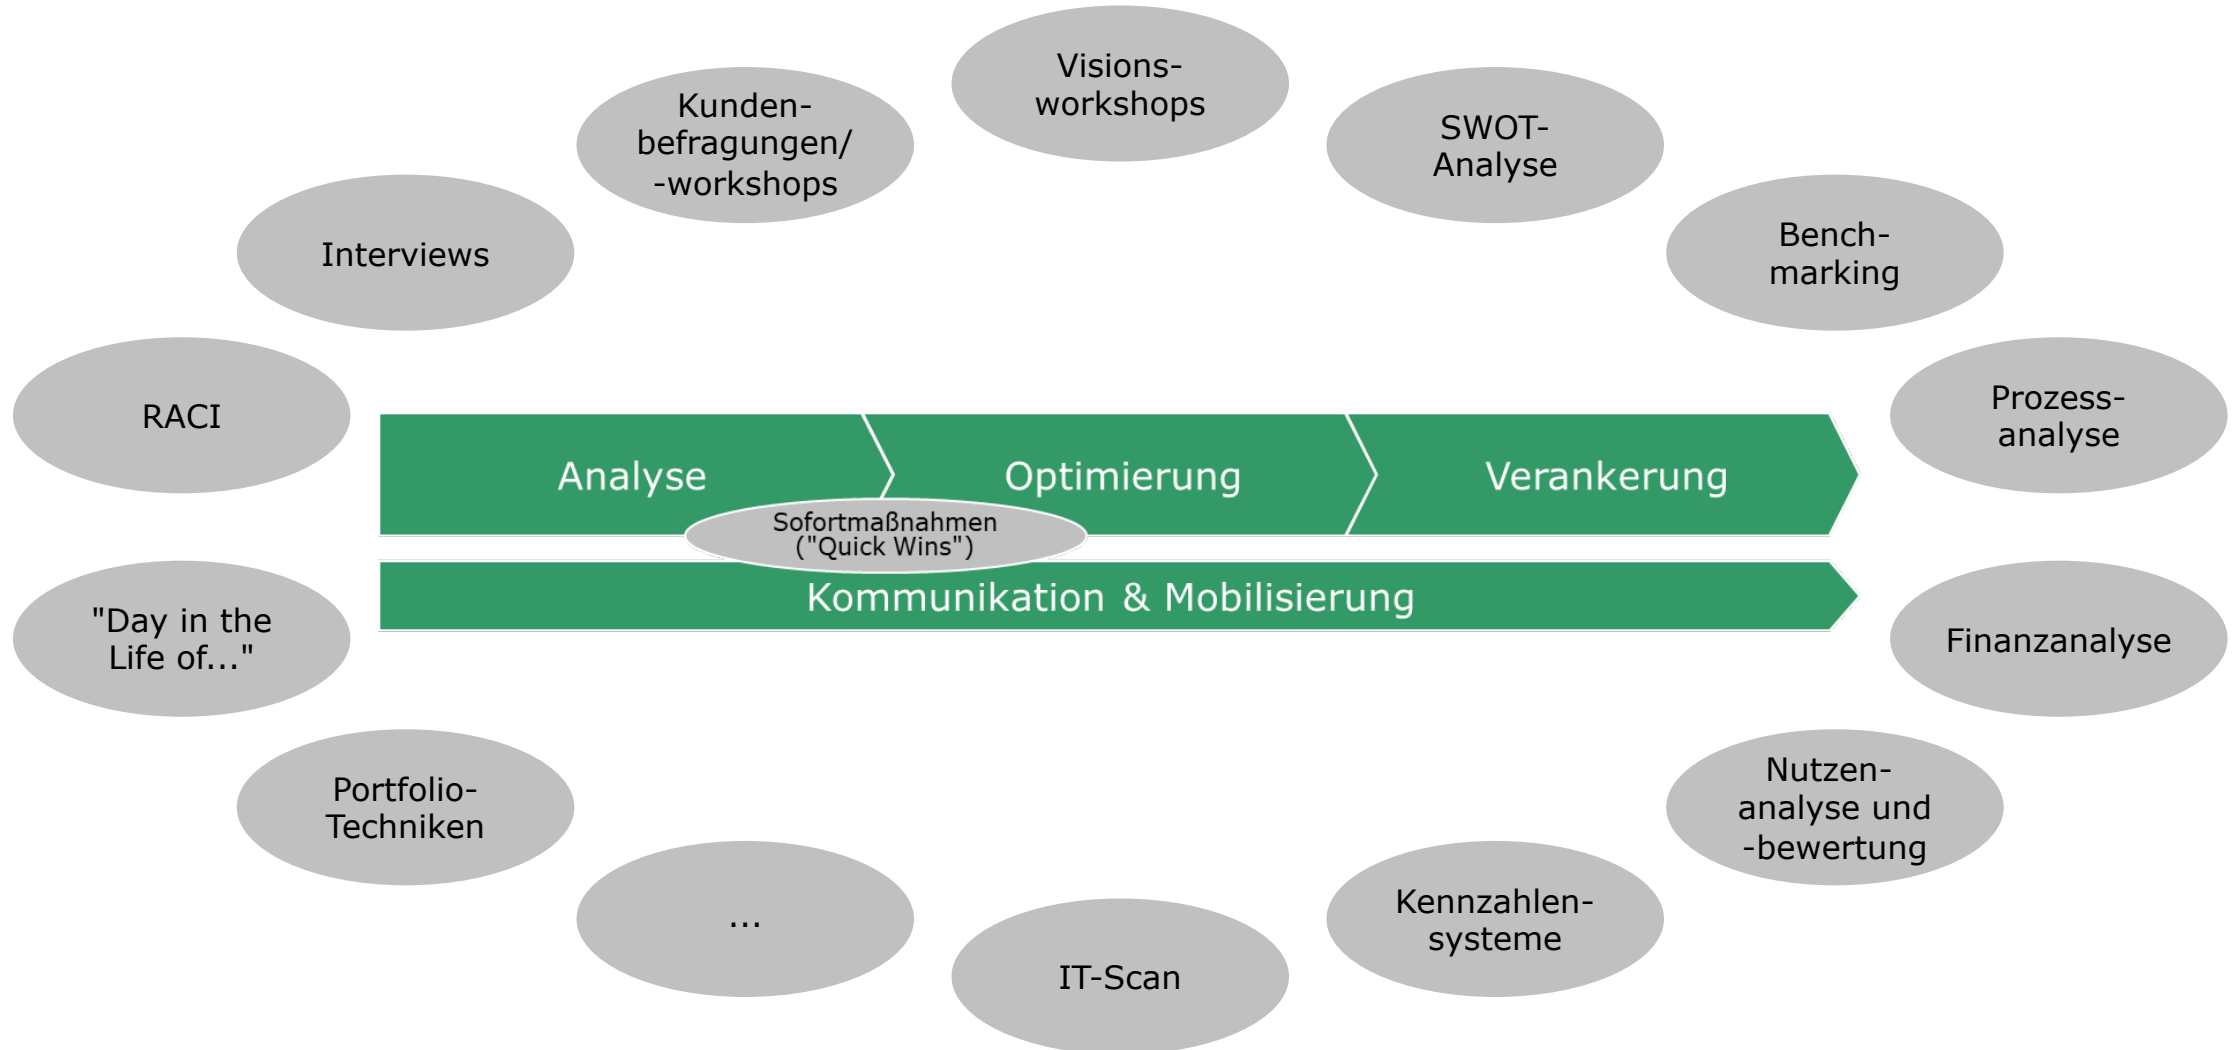 Visions-
workshops
Kunden-
befragungen/
-workshops
SWOT-
Analyse
Interviews
Bench-
marking
RACI
Prozess-
analyse
Analyse
Optimierung
Verankerung
Sofortmaßnahmen
("Quick Wins")
Kommunikation & Mobilisierung
"Day in the
Life of..."
Finanzanalyse
Portfolio-
Techniken
Nutzen-
analyse und
-bewertung
...
Kennzahlen-
systeme
IT-Scan